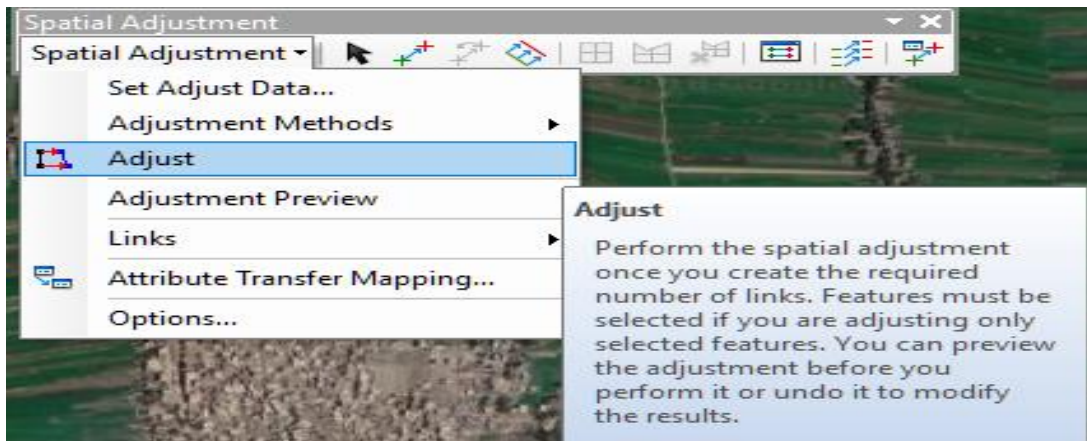 Spatial Adjustment
Spatial Adjustment
Set Adjust Data...
Adjustment Methods
Adjust
Adjustment Preview
Links
Attribute Transfer Mapping...
Options...
Adjust
Perform the spatial adjustment
once you create the required
number of links. Features must be
selected if you are adjusting only
selected features. You can preview
the adjustment before you
perform it or undo it to modify
the results.